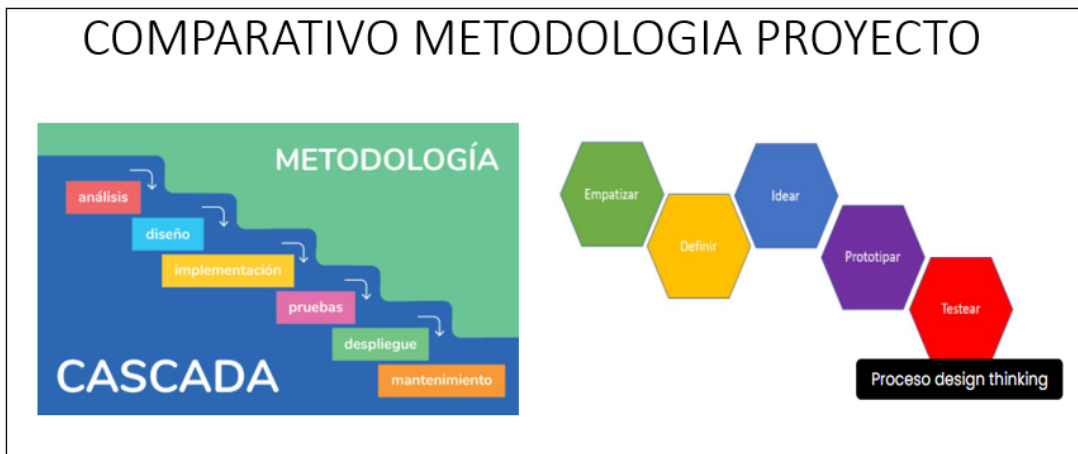 COMPARATIVO METODOLOGIA PROYECTO
METODOLOGÍA
análisis
diseño
implementación
pruebas
despliegue
mantenimiento
CASCADA
Empatizar
Definir
Idear
Prototipar
Testear
Proceso design thinking